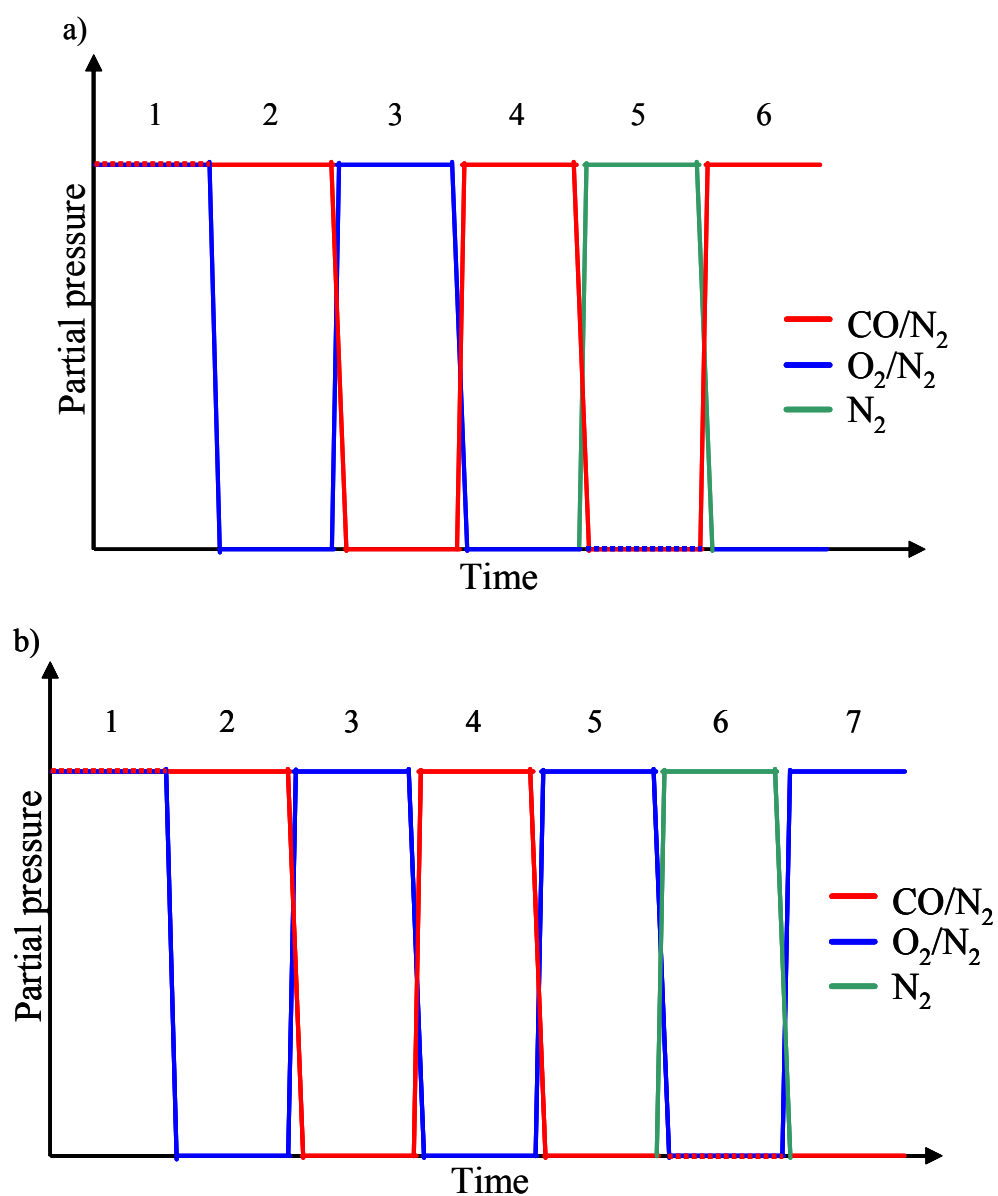 a)
1 2 3 4 5 6
Partial pressure
CO/N₂
O₂/N₂
N₂
Time
b)
1 2 3 4 5 6 7
Partial pressure
CO/N₂
O₂/N₂
N₂
Time